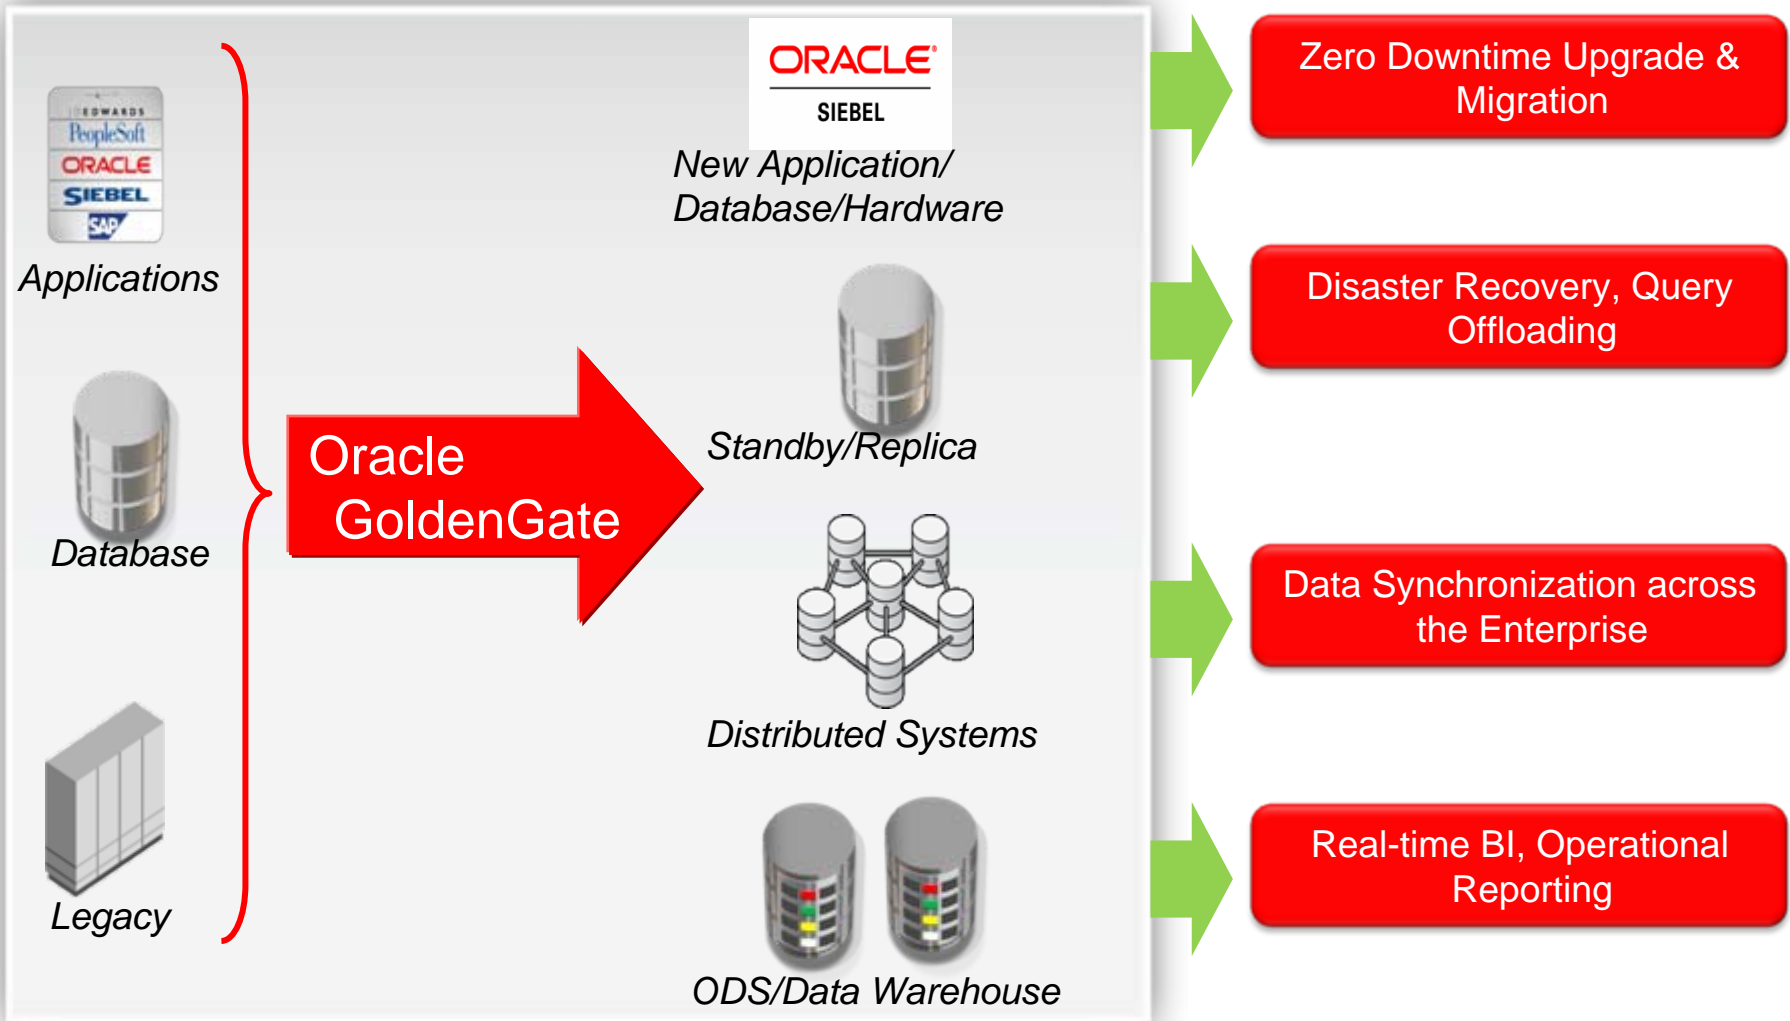 EDWARDS
PeopleSoft
ORACLE
SIEBEL
SAP
Applications
Database
Legacy
Oracle
GoldenGate
ORACLE®
SIEBEL
New Application/
Database/Hardware
Standby/Replica
Distributed Systems
ODS/Data Warehouse
Zero Downtime Upgrade &
Migration
Disaster Recovery, Query
Offloading
Data Synchronization across
the Enterprise
Real-time BI, Operational
Reporting